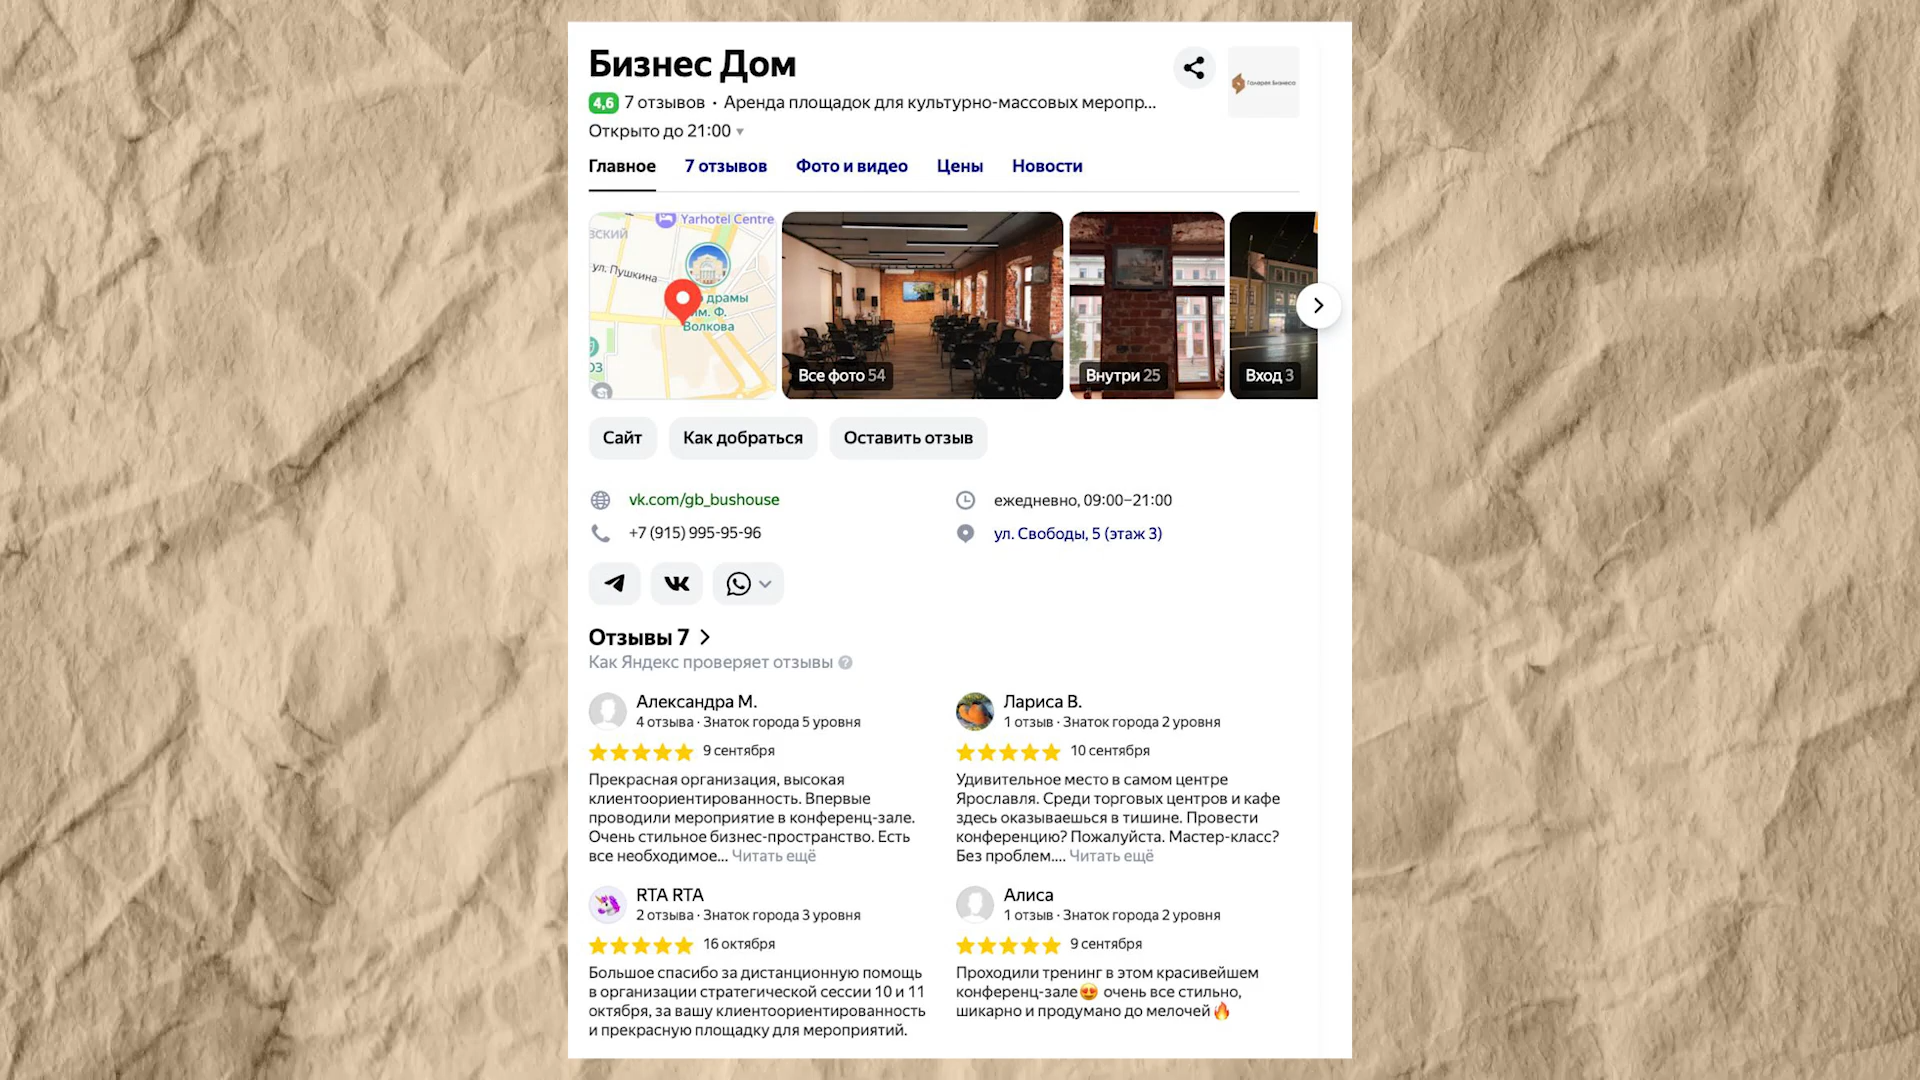 Бизнес Дом
4,6 7 отзывов · Аренда площадок для культурно-массовых меропр...
Галерея Бизнеса
Открыто до 21:00
Главное 7 отзывов Фото и видео Цены Новости
Yarhotel Centre
ул. Пушкина
драмы
им. Ф.
Волкова
Все фото 54
Внутри 25
Вход 3
Сайт Как добраться Оставить отзыв
vk.com/gb_bushouse
ежедневно, 09:00–21:00
+7 (915) 995-95-96
ул. Свободы, 5 (этаж 3)
Отзывы 7
Как Яндекс проверяет отзывы ?
Александра М.
4 отзыва · Знаток города 5 уровня
9 сентября
Прекрасная организация, высокая
клиентоориентированность. Впервые
проводили мероприятие в конференц-зале.
Очень стильное бизнес-пространство. Есть
все необходимое... Читать ещё
Лариса В.
1 отзыв · Знаток города 2 уровня
10 сентября
Удивительное место в самом центре
Ярославля. Среди торговых центров и кафе
здесь оказываешься в тишине. Провести
конференцию? Пожалуйста. Мастер-класс?
Без проблем.... Читать ещё
RTA RTA
2 отзыва · Знаток города 3 уровня
16 октября
Большое спасибо за дистанционную помощь
в организации стратегической сессии 10 и 11
октября, за вашу клиентоориентированность
и прекрасную площадку для мероприятий.
Алиса
1 отзыв · Знаток города 2 уровня
9 сентября
Проходили тренинг в этом красивейшем
конференц-зале😍 очень все стильно,
шикарно и продумано до мелочей🔥